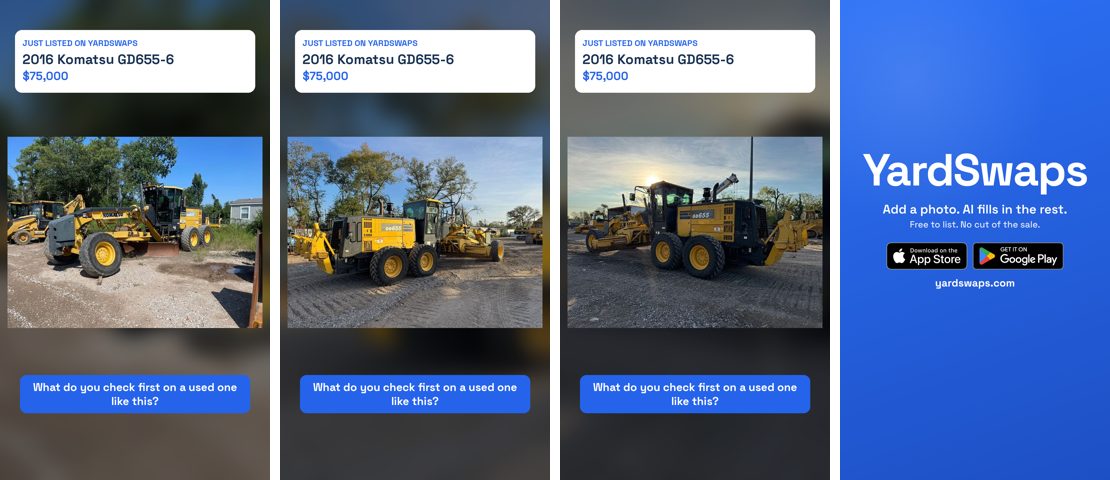 JUST LISTED ON YARDSWAPS
2016 Komatsu GD655-6
$75,000
KOMATSU
What do you check first on a used one
like this?
JUST LISTED ON YARDSWAPS
2016 Komatsu GD655-6
$75,000
GD655
What do you check first on a used one
like this?
JUST LISTED ON YARDSWAPS
2016 Komatsu GD655-6
$75,000
GD655
What do you check first on a used one
like this?
YardSwaps
Add a photo. AI fills in the rest.
Free to list. No cut of the sale.
Download on the
App Store
GET IT ON
Google Play
yardswaps.com